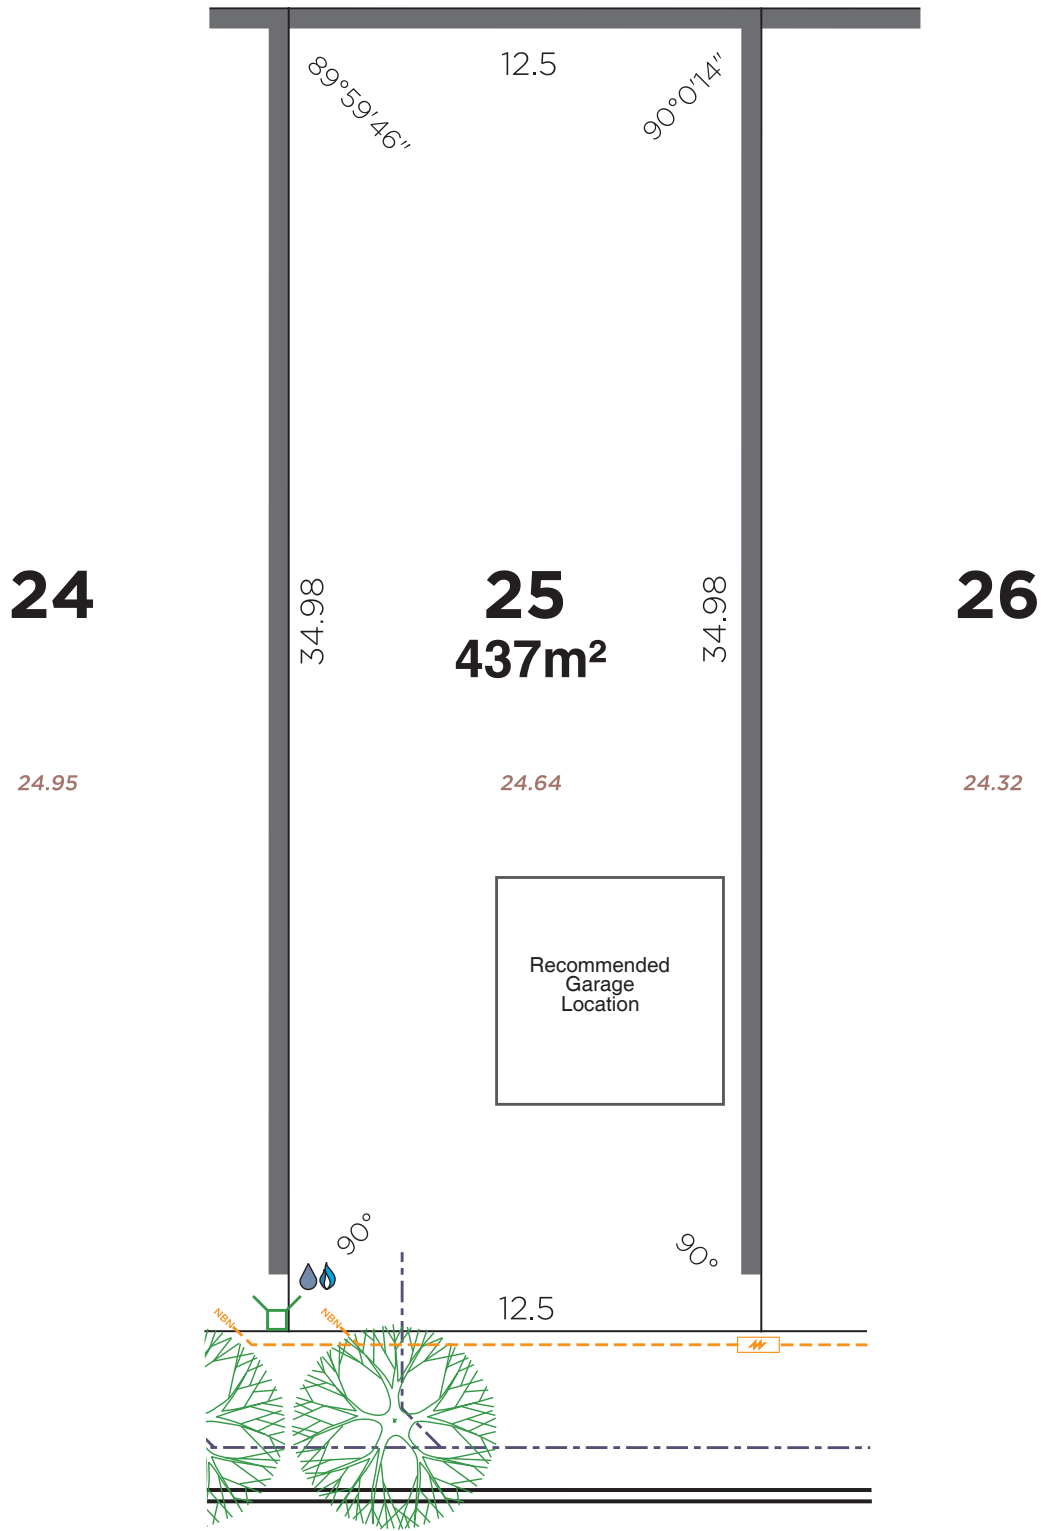 12.5
89°59'46"
90°0'14"
24
25
26
437m²
34.98
34.98
24.95
24.64
24.32
Recommended
Garage
Location
90°
90°
12.5
NBN
NBN